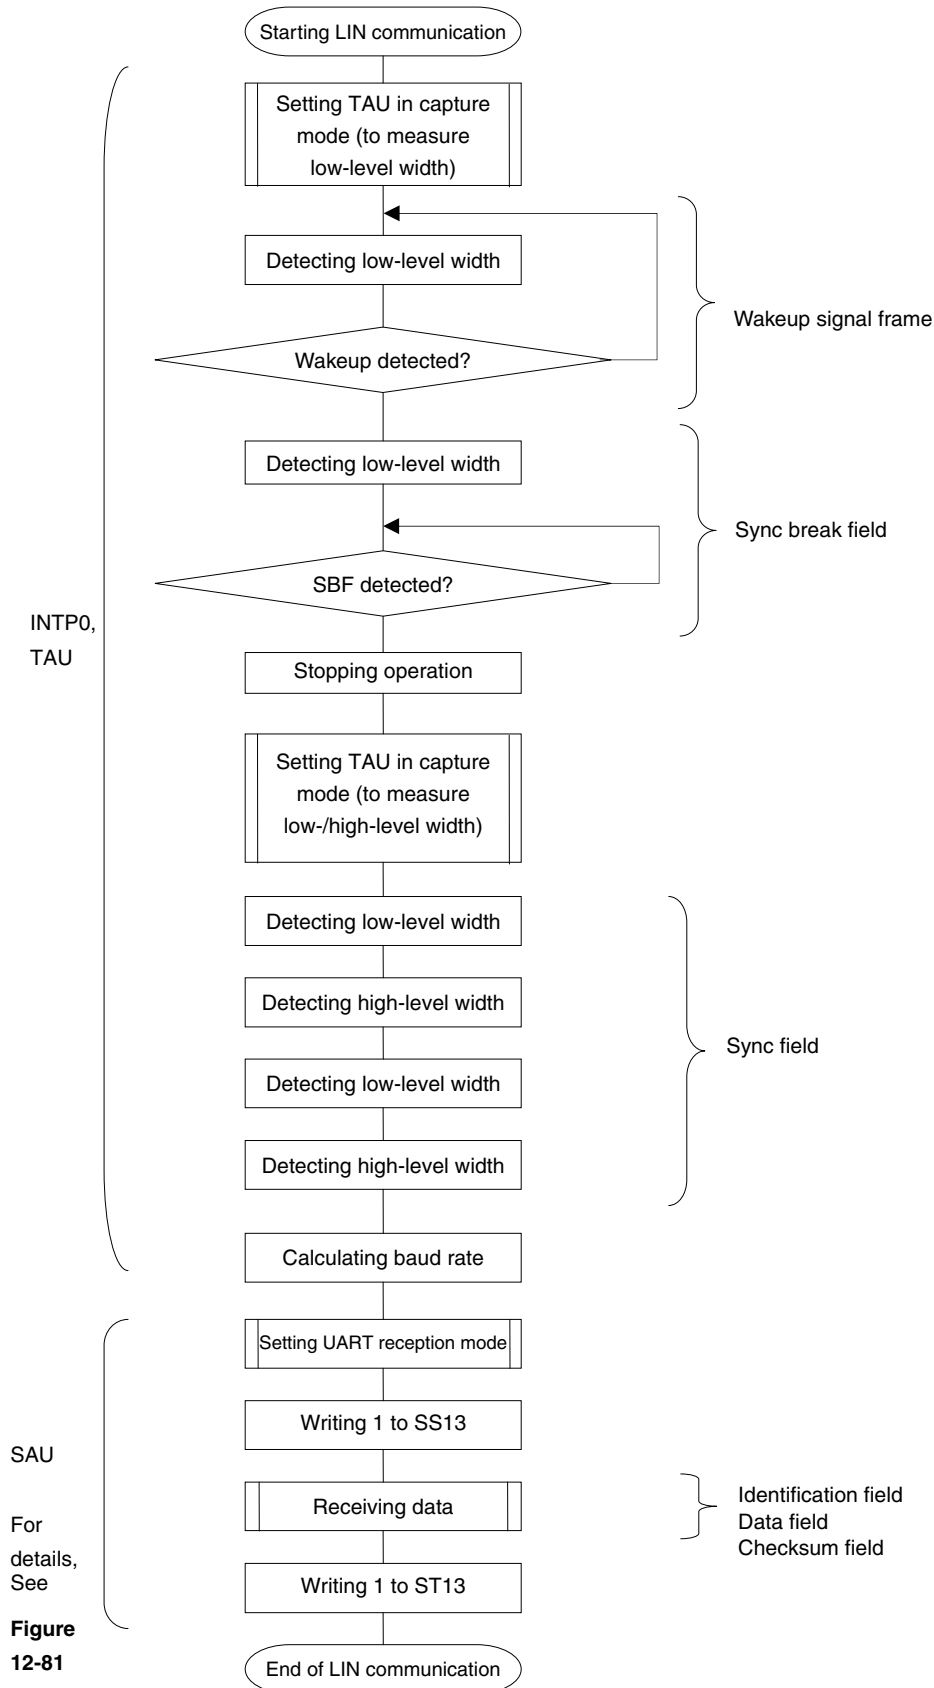 Starting LIN communication
Setting TAU in capture
mode (to measure
low-level width)
Detecting low-level width
Wakeup signal frame
Wakeup detected?
Detecting low-level width
Sync break field
SBF detected?
INTP0,
TAU
Stopping operation
Setting TAU in capture
mode (to measure
low-/high-level width)
Detecting low-level width
Detecting high-level width
Sync field
Detecting low-level width
Detecting high-level width
Calculating baud rate
Setting UART reception mode
Writing 1 to SS13
SAU
For
details,
See
Figure
12-81
Receiving data
Identification field
Data field
Checksum field
Writing 1 to ST13
End of LIN communication